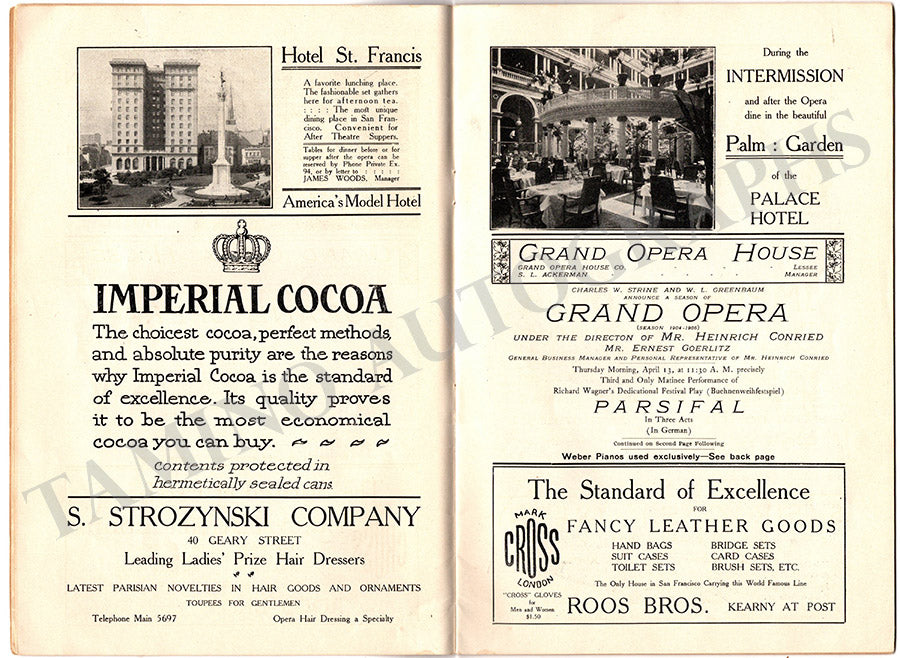 Hotel St. Francis
A favorite lunching place.
The fashionable set gathers
here for afternoon tea.
: : : : The most unique
dining place in San Fran-
cisco. Convenient for
After Theatre Suppers.
Tables for dinner before or for
supper after the opera can be
reserved by Phone Private Ex.
94, or by letter to : : : : :
JAMES WOODS, Manager
America's Model Hotel
IMPERIAL COCOA
The choicest cocoa, perfect methods,
and absolute purity are the reasons
why Imperial Cocoa is the standard
of excellence. Its quality proves
it to be the most economical
cocoa you can buy. ~ ~ ~ ~
contents protected in
hermetically sealed cans.
S. STROZYNSKI COMPANY
40 GEARY STREET
Leading Ladies' Prize Hair Dressers
LATEST PARISIAN NOVELTIES IN HAIR GOODS AND ORNAMENTS
TOUPEES FOR GENTLEMEN
Telephone Main 5697 Opera Hair Dressing a Specialty
During the
INTERMISSION
and after the Opera
dine in the beautiful
Palm : Garden
of the
PALACE
HOTEL
GRAND OPERA HOUSE
GRAND OPERA HOUSE CO. . . . . . LESSEE
S. L. ACKERMAN . . . . . . MANAGER
CHARLES W. STRINE AND W. L. GREENBAUM
ANNOUNCE A SEASON OF
GRAND OPERA
(SEASON 1904-1905)
UNDER THE DIRECTON OF MR. HEINRICH CONRIED
MR. ERNEST GOERLITZ
GENERAL BUSINESS MANAGER AND PERSONAL REPRESENTATIVE OF MR. HEINRICH CONRIED
Thursday Morning, April 13, at 11:30 A. M. precisely
Third and Only Matinee Performance of
Richard Wagner's Dedicational Festival Play (Buehnenweihfestspiel)
PARSIFAL
In Three Acts
(In German)
Continued on Second Page Following
Weber Pianos used exclusively—See back page
The Standard of Excellence
FOR
FANCY LEATHER GOODS
MARK
CROSS
LONDON
HAND BAGS BRIDGE SETS
SUIT CASES CARD CASES
TOILET SETS BRUSH SETS, ETC.
The Only House in San Francisco Carrying this World Famous Line
"CROSS" GLOVES
for
Men and Women
$1.50
ROOS BROS. KEARNY AT POST
TAMINO AUTOGRAPHS